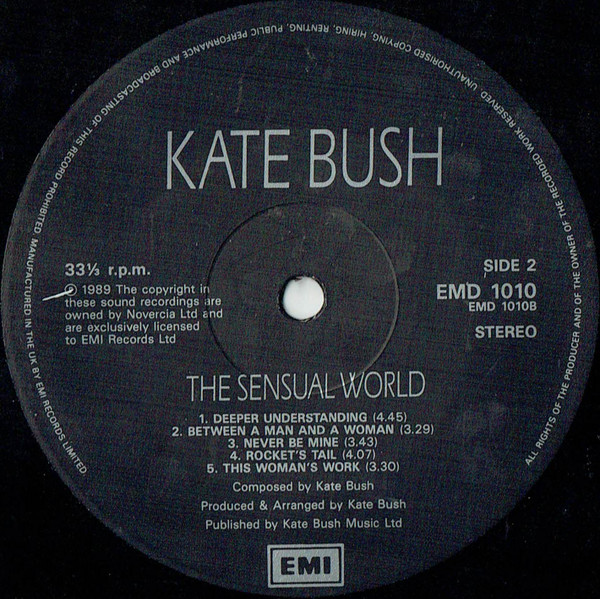 ALL RIGHTS OF THE PRODUCER AND OF THE OWNER OF THE RECORDED WORK RESERVED. UNAUTHORISED COPYING, HIRING, RENTING, PUBLIC PERFORMANCE AND BROADCASTING OF THIS RECORD PROHIBITED. MANUFACTURED IN THE UK BY EMI RECORDS LIMITED
KATE BUSH
33⅓ r.p.m.
℗ 1989 The copyright in
these sound recordings are
owned by Novercia Ltd and
are exclusively licensed
to EMI Records Ltd
SIDE 2
EMD 1010
EMD 1010B
STEREO
THE SENSUAL WORLD
1. DEEPER UNDERSTANDING (4.45)
2. BETWEEN A MAN AND A WOMAN (3.29)
3. NEVER BE MINE (3.43)
4. ROCKET'S TAIL (4.07)
5. THIS WOMAN'S WORK (3.30)
Composed by Kate Bush
Produced & Arranged by Kate Bush
Published by Kate Bush Music Ltd
EMI